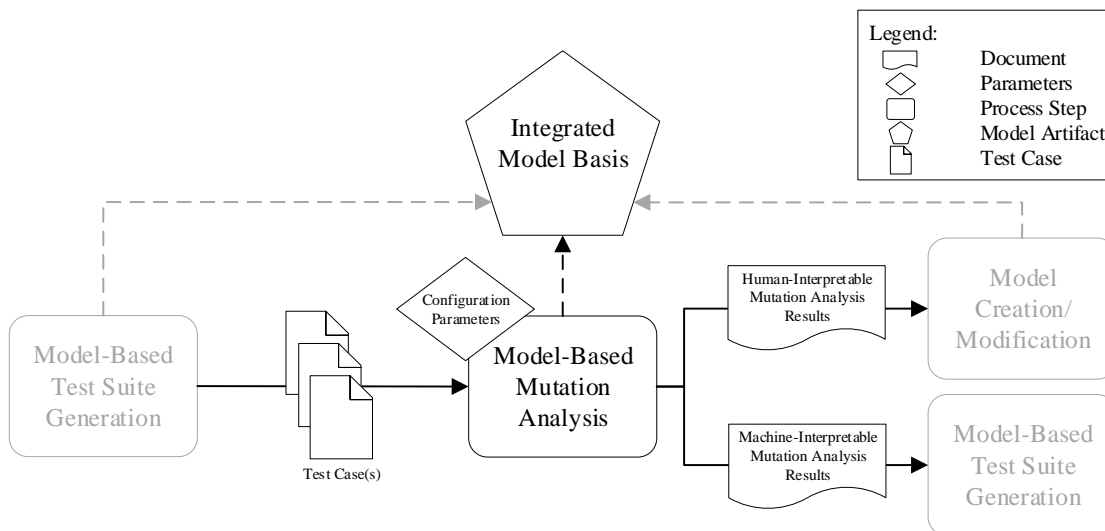 Legend:
Document
Parameters
Process Step
Model Artifact
Test Case
Integrated
Model Basis
Configuration
Parameters
Model-Based
Test Suite
Generation
Test Case(s)
Model-Based
Mutation
Analysis
Human-Interpretable
Mutation Analysis
Results
Model
Creation/
Modification
Machine-Interpretable
Mutation Analysis
Results
Model-Based
Test Suite
Generation